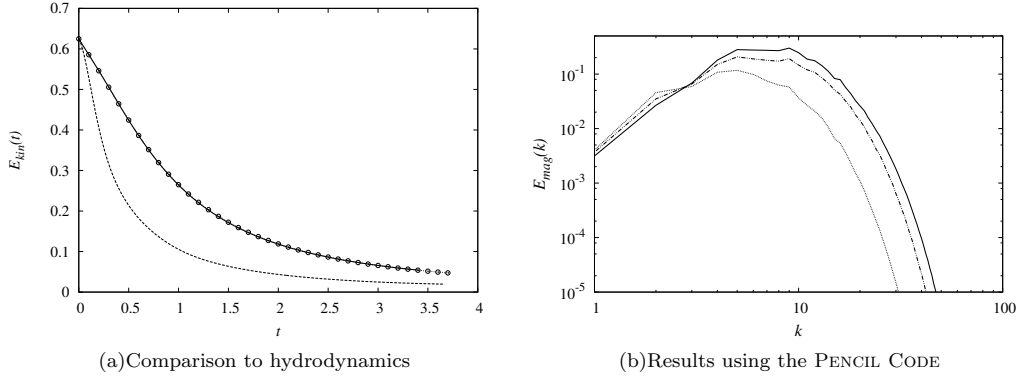 0.7
0.6
0.5
0.4
0.3
0.2
0.1
0
E_kin(t)
0 0.5 1 1.5 2 2.5 3 3.5 4
t
(a)Comparison to hydrodynamics
10^-1
10^-2
10^-3
10^-4
10^-5
E_mag(k)
1 10 100
k
(b)Results using the PENCIL CODE